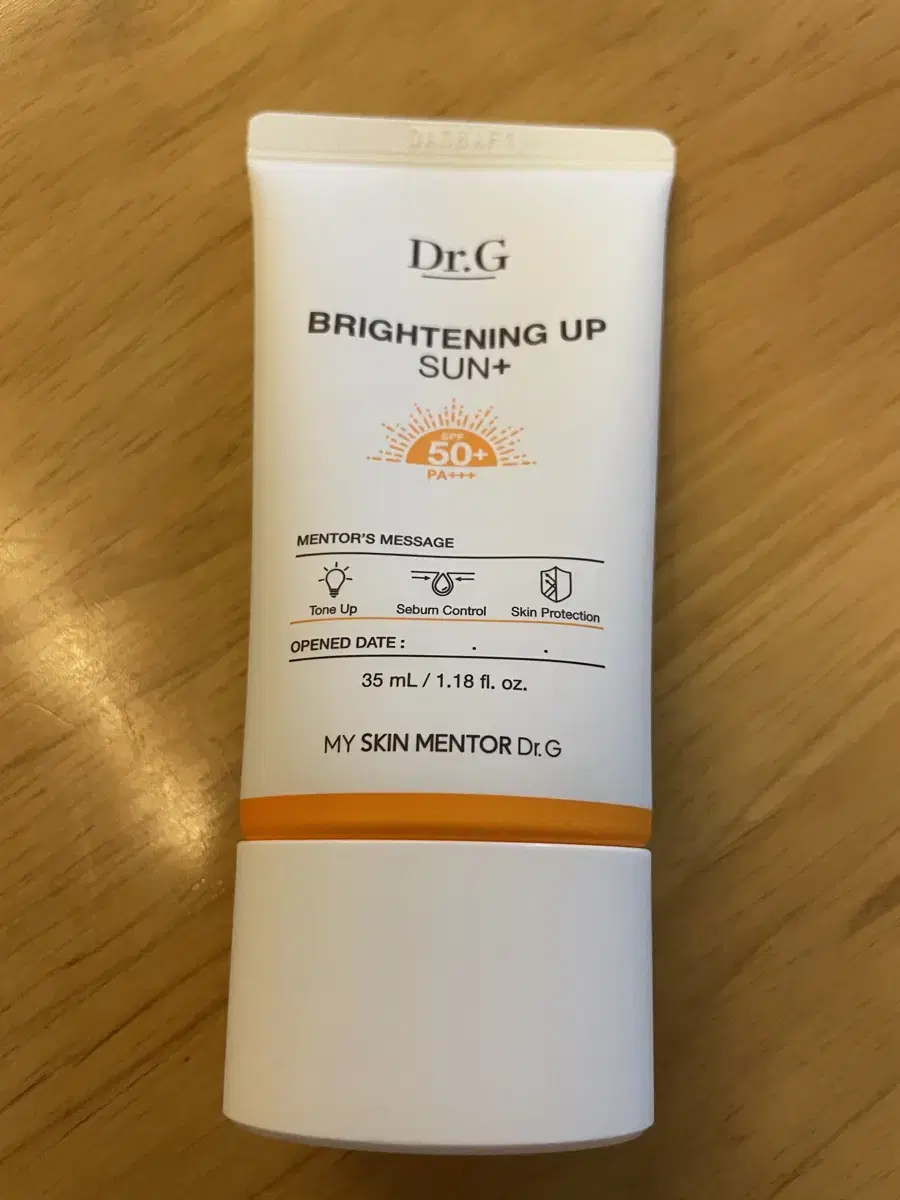 Dr.G
BRIGHTENING UP
SUN+
SPF
50+
PA+++
MENTOR'S MESSAGE
Tone Up Sebum Control Skin Protection
OPENED DATE : . .
35 mL / 1.18 fl. oz.
MY SKIN MENTOR Dr.G